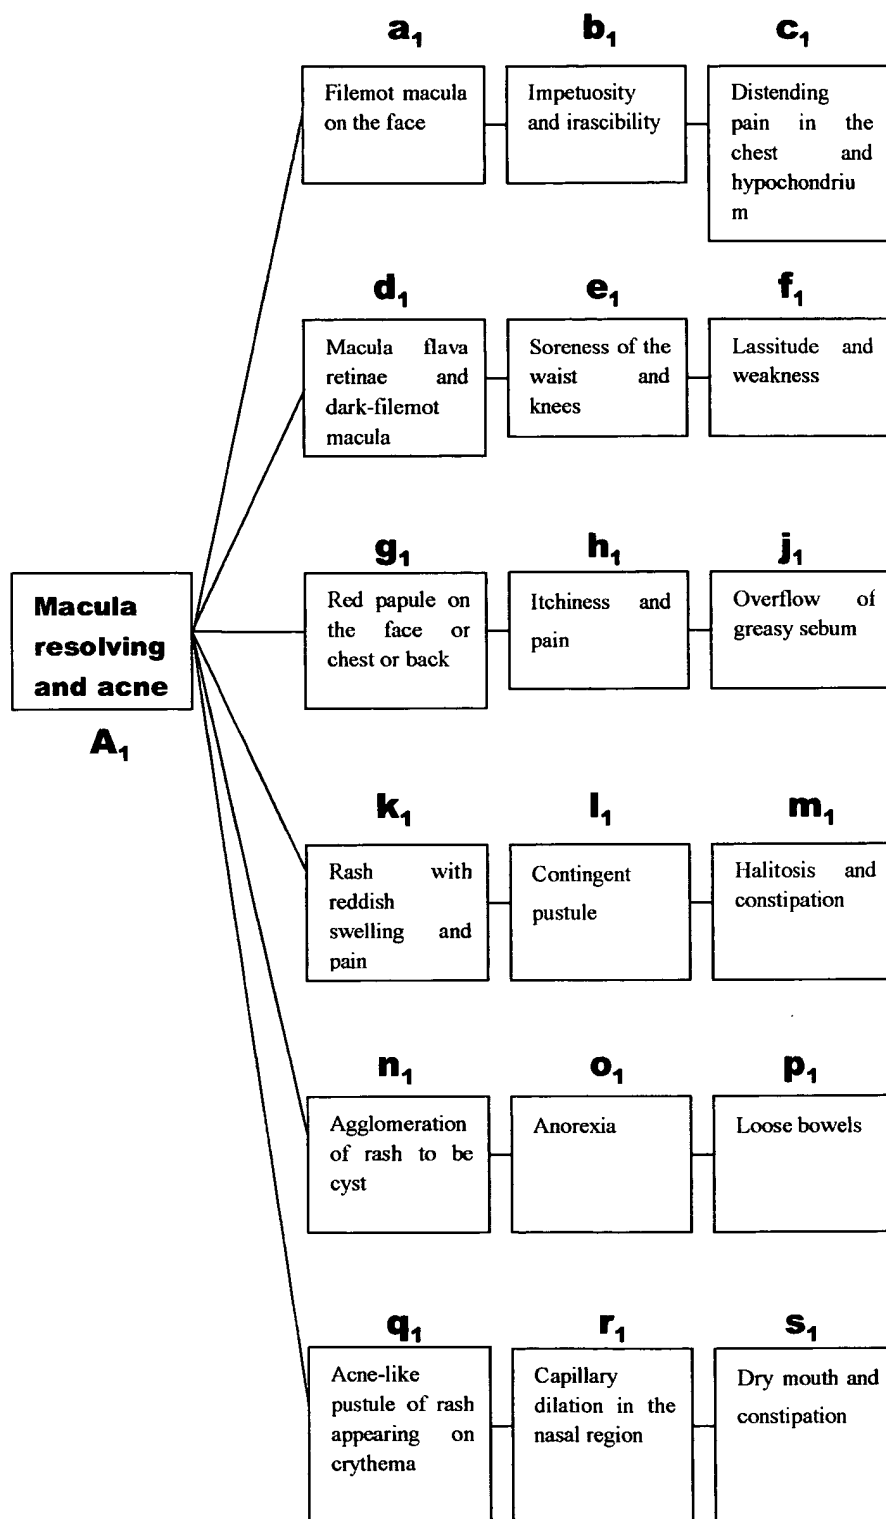 a1
b1
c1
Filemot macula
on the face
Impetuosity
and irascibility
Distending
pain in the
chest and
hypochondriu
m
d1
e1
f1
Macula flava
retinae and
dark-filemot
macula
Soreness of the
waist and
knees
Lassitude and
weakness
g1
h1
j1
Macula
resolving
and acne
A1
Red papule on
the face or
chest or back
Itchiness and
pain
Overflow of
greasy sebum
k1
l1
m1
Rash with
reddish
swelling and
pain
Contingent
pustule
Halitosis and
constipation
n1
o1
p1
Agglomeration
of rash to be
cyst
Anorexia
Loose bowels
q1
r1
s1
Acne-like
pustule of rash
appearing on
crythema
Capillary
dilation in the
nasal region
Dry mouth and
constipation